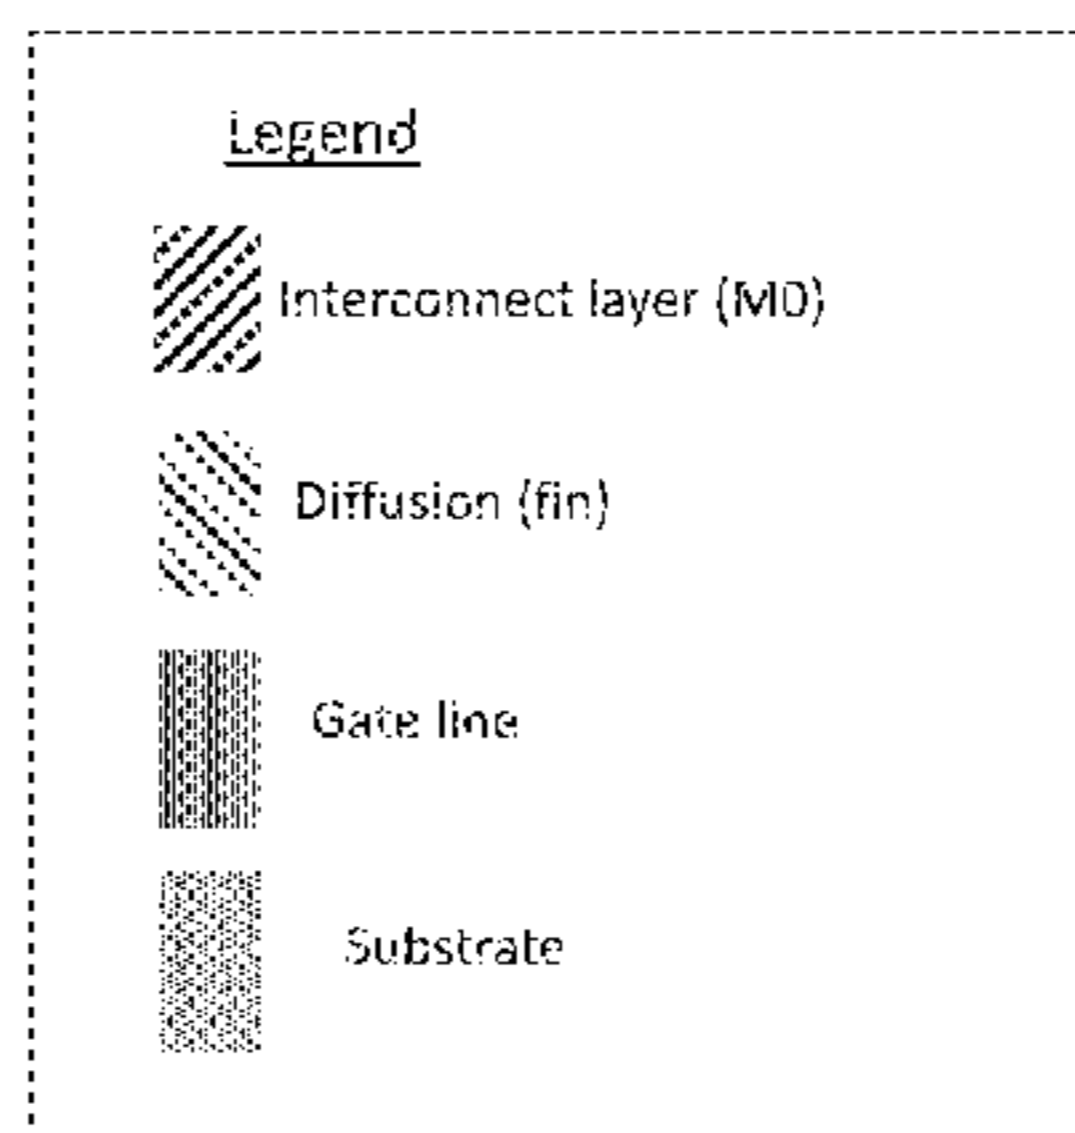 Legend
Interconnect layer (M0)
Diffusion (fin)
Gate line
Substrate